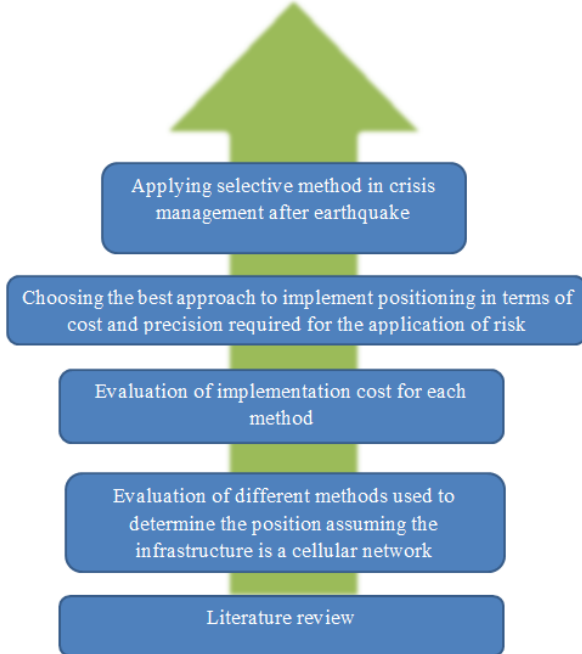 Applying selective method in crisis
management after earthquake
Choosing the best approach to implement positioning in terms of
cost and precision required for the application of risk
Evaluation of implementation cost for each
method
Evaluation of different methods used to
determine the position assuming the
infrastructure is a cellular network
Literature review